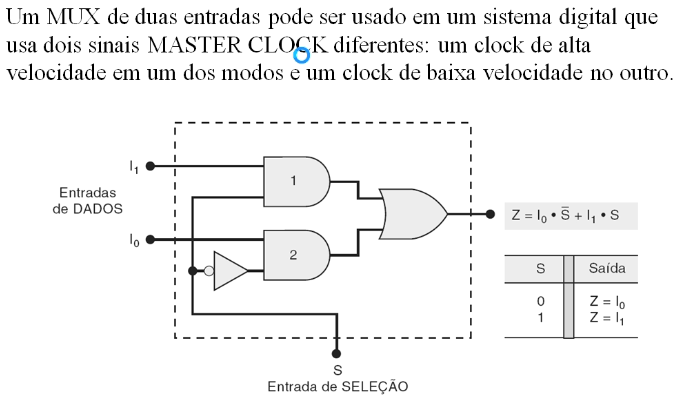 Um MUX de duas entradas pode ser usado em um sistema digital que
usa dois sinais MASTER CLOCK diferentes: um clock de alta
velocidade em um dos modos e um clock de baixa velocidade no outro.
I₁
1
Entradas
de DADOS
I₀
2
Z = I₀ • S̅ + I₁ • S
S Saída
0 Z = I₀
1 Z = I₁
S
Entrada de SELEÇÃO